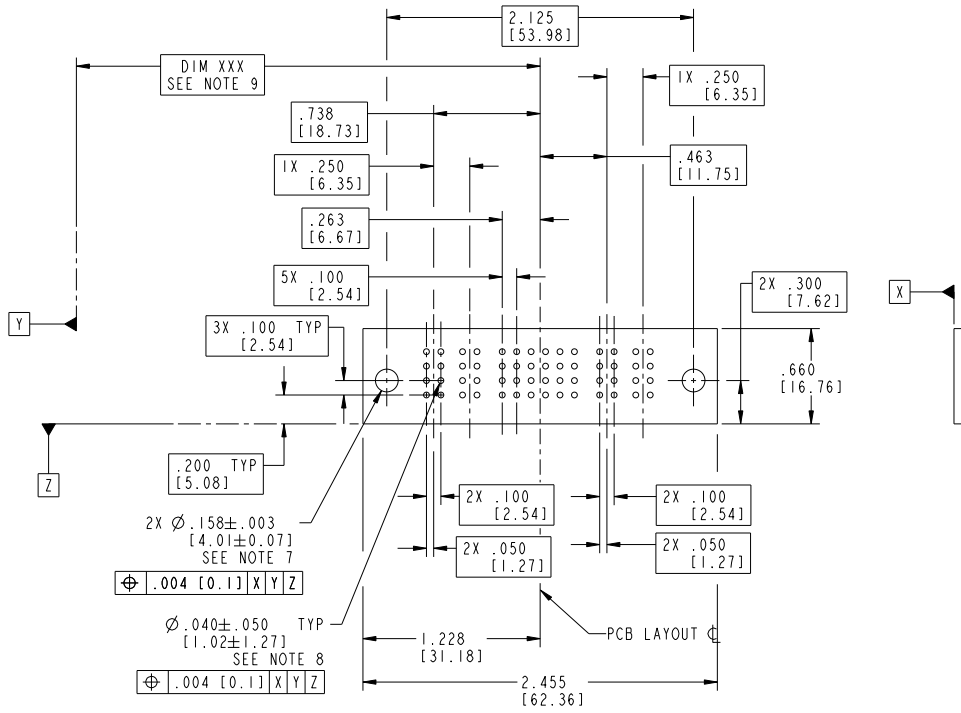 2.125
[53.98]
DIM XXX
SEE NOTE 9
1X .250
[6.35]
.738
[18.73]
.463
[11.75]
1X .250
[6.35]
.263
[6.67]
5X .100
[2.54]
2X .300
[7.62]
X
Y
3X .100 TYP
[2.54]
.660
[16.76]
.200 TYP
[5.08]
Z
2X .100
[2.54]
2X .100
[2.54]
2X Ø.158±.003
[4.01±0.07]
SEE NOTE 7
2X .050
[1.27]
2X .050
[1.27]
⌖ .004 [0.1] X Y Z
Ø.040±.050 TYP
[1.02±1.27]
SEE NOTE 8
1.228
[31.18]
PCB LAYOUT ℄
⌖ .004 [0.1] X Y Z
2.455
[62.36]